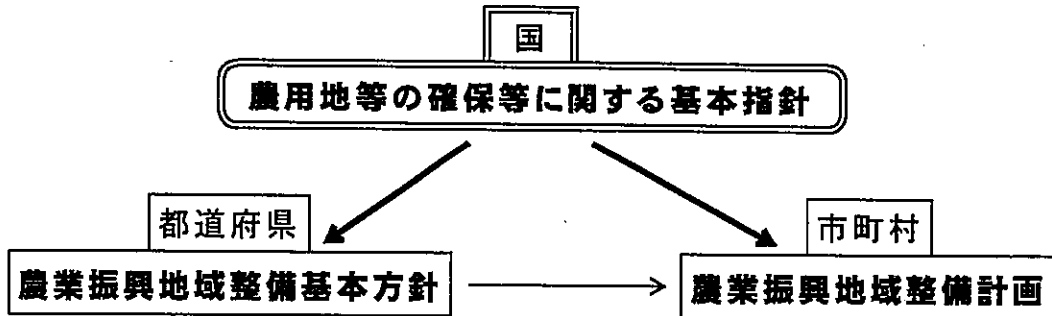 国
農用地等の確保等に関する基本指針
都道府県
農業振興地域整備基本方針
市町村
農業振興地域整備計画